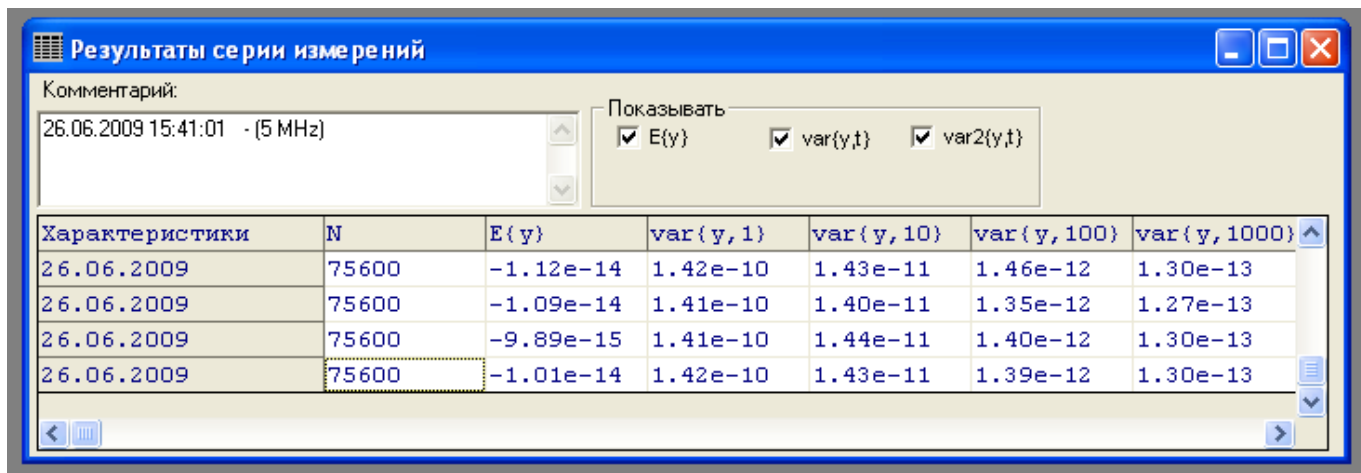 Результаты серии измерений
Комментарий:
26.06.2009 15:41:01 - (5 MHz)
Показывать
E{y} var{y,t} var2{y,t}
Характеристики N E{y} var{y,1} var{y,10} var{y,100} var{y,1000}
26.06.2009 75600 -1.12e-14 1.42e-10 1.43e-11 1.46e-12 1.30e-13
26.06.2009 75600 -1.09e-14 1.41e-10 1.40e-11 1.35e-12 1.27e-13
26.06.2009 75600 -9.89e-15 1.41e-10 1.44e-11 1.40e-12 1.30e-13
26.06.2009 75600 -1.01e-14 1.42e-10 1.43e-11 1.39e-12 1.30e-13